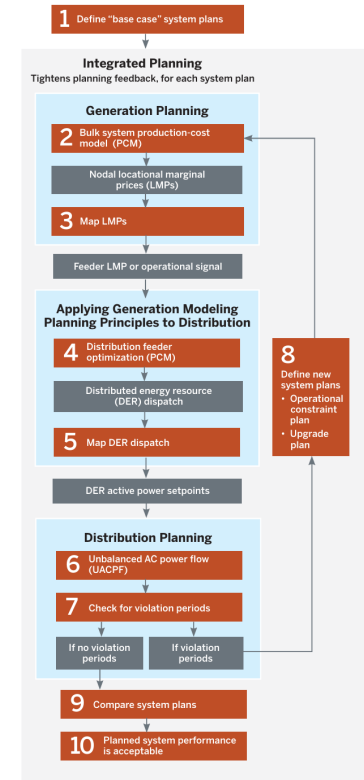 1 Define “base case” system plans
Integrated Planning
Tightens planning feedback, for each system plan
Generation Planning
2 Bulk system production-cost
model (PCM)
Nodal locational marginal
prices (LMPs)
3 Map LMPs
Feeder LMP or operational signal
Applying Generation Modeling
Planning Principles to Distribution
4 Distribution feeder
optimization (PCM)
Distributed energy resource
(DER) dispatch
5 Map DER dispatch
DER active power setpoints
Distribution Planning
6 Unbalanced AC power flow
(UACPF)
7 Check for violation periods
If no violation
periods
If violation
periods
8
Define new
system plans
• Operational
constraint
plan
• Upgrade
plan
9 Compare system plans
10 Planned system performance
is acceptable